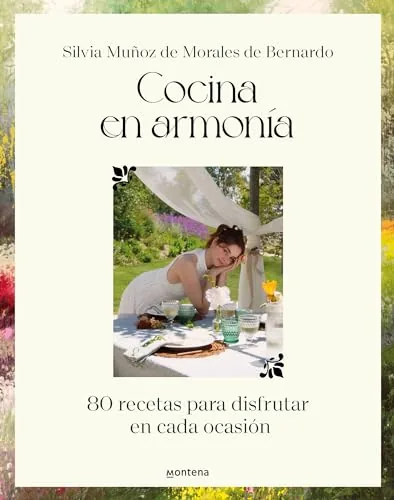 Silvia Muñoz de Morales de Bernardo
Cocina
en armonía
80 recetas para disfrutar
en cada ocasión
montena